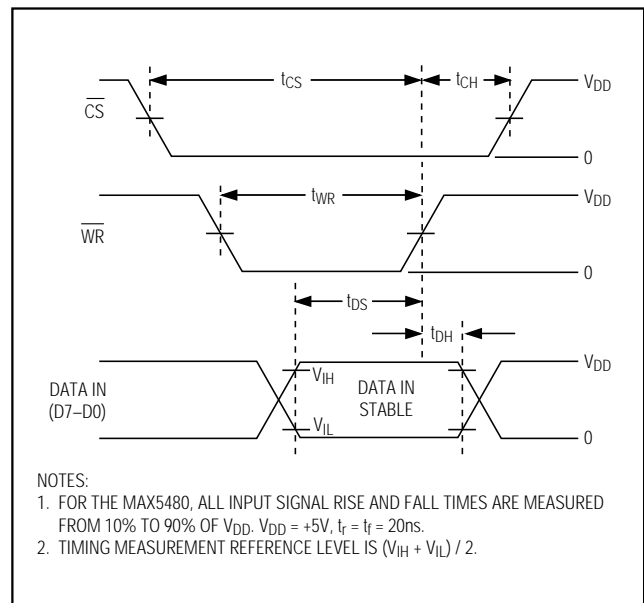 tCS tCH VDD
CS
0
tWR VDD
WR
0
tDS
tDH
VDD
VIH
DATA IN
(D7–D0)
DATA IN
STABLE
VIL
0
NOTES:
1. FOR THE MAX5480, ALL INPUT SIGNAL RISE AND FALL TIMES ARE MEASURED
FROM 10% TO 90% OF VDD. VDD = +5V, tr = tf = 20ns.
2. TIMING MEASUREMENT REFERENCE LEVEL IS (VIH + VIL) / 2.